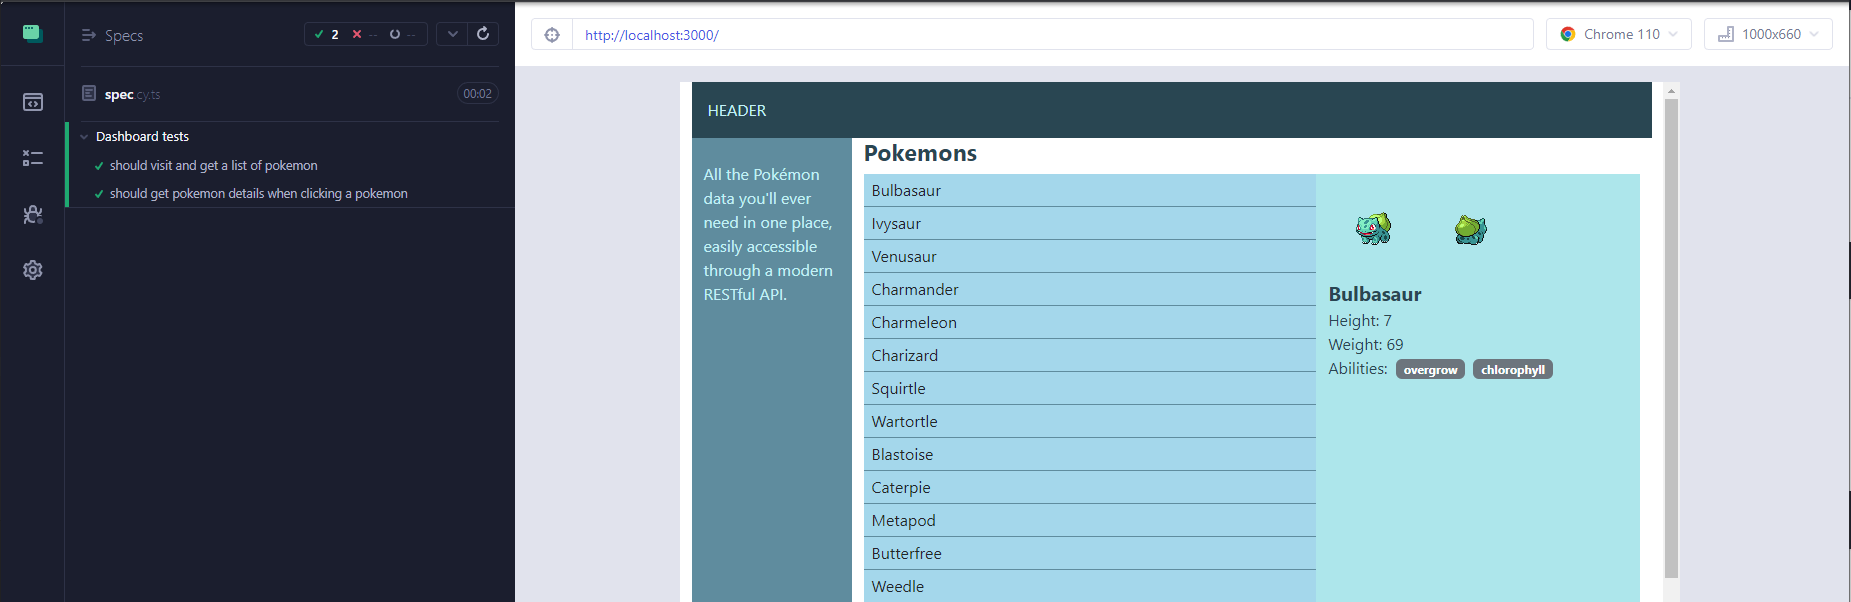 Specs
2 -- --
spec.cy.ts
00:02
Dashboard tests
should visit and get a list of pokemon
should get pokemon details when clicking a pokemon
http://localhost:3000/
Chrome 110
1000x660
HEADER
All the Pokémon
data you'll ever
need in one place,
easily accessible
through a modern
RESTful API.
Pokemons
Bulbasaur
Ivysaur
Venusaur
Charmander
Charmeleon
Charizard
Squirtle
Wartortle
Blastoise
Caterpie
Metapod
Butterfree
Weedle
Bulbasaur
Height: 7
Weight: 69
Abilities: overgrow chlorophyll